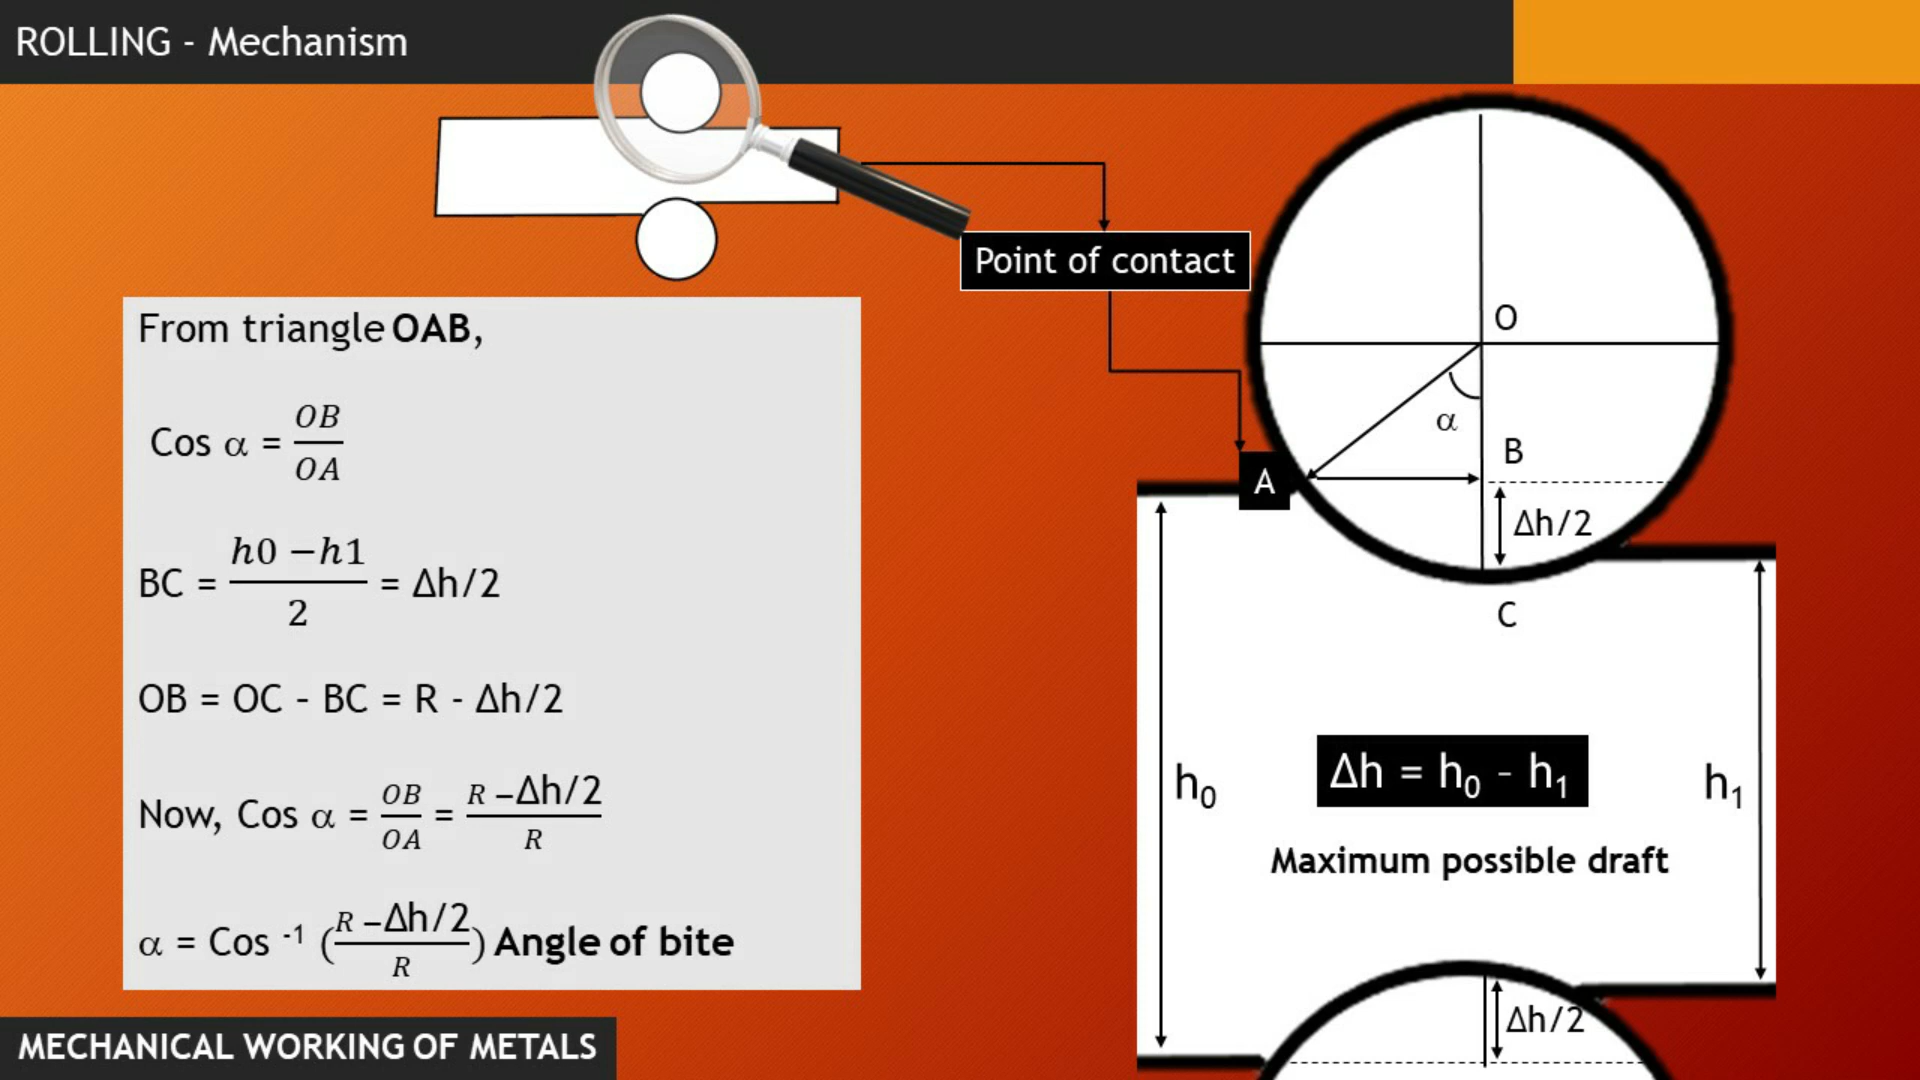 ROLLING - Mechanism
Point of contact
From triangle OAB,
Cos α = OB/OA
BC = (h0 – h1)/2 = Δh/2
OB = OC – BC = R - Δh/2
Now, Cos α = OB/OA = (R – Δh/2)/R
α = Cos ⁻¹ ((R – Δh/2)/R) Angle of bite
O
α
B
A
Δh/2
C
h₀
Δh = h₀ – h₁
h₁
Maximum possible draft
Δh/2
MECHANICAL WORKING OF METALS